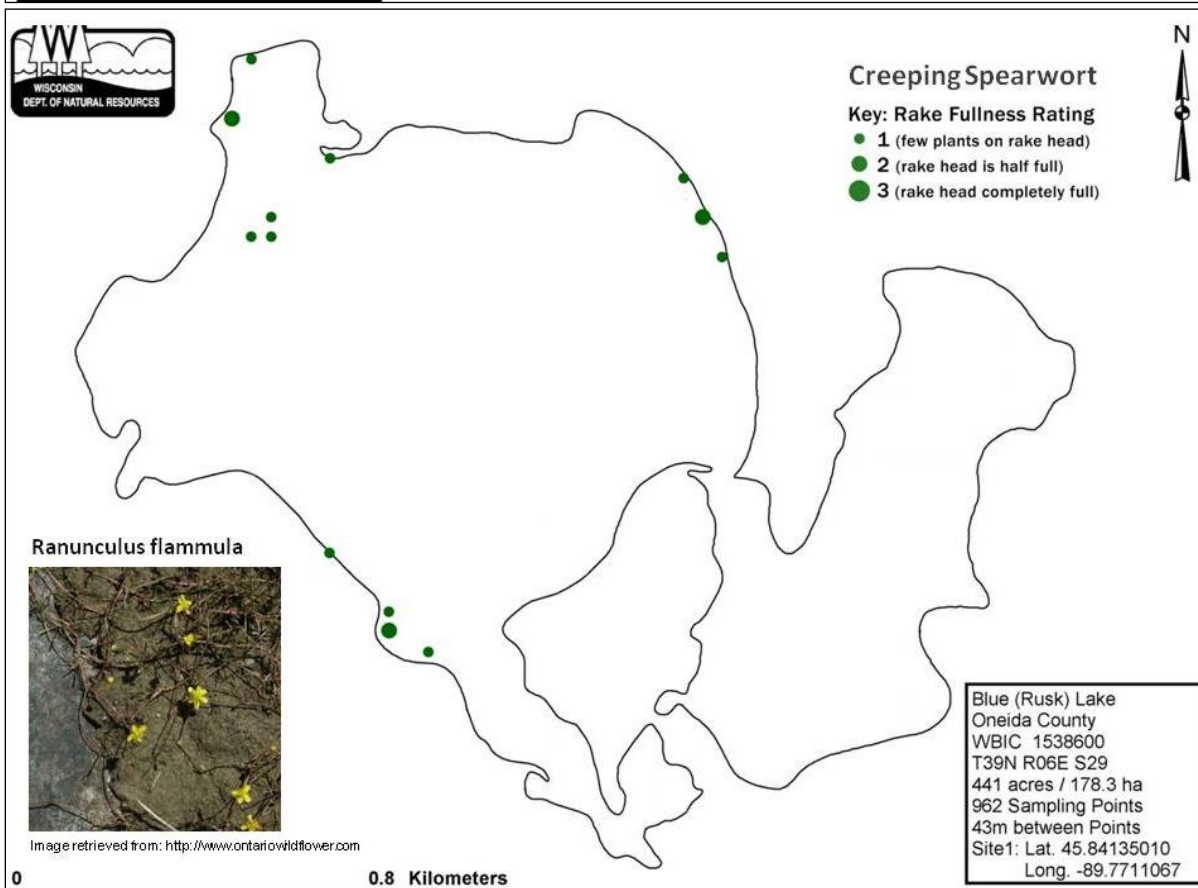 W
WISCONSIN
DEPT. OF NATURAL RESOURCES
N
Creeping Spearwort
Key: Rake Fullness Rating
1 (few plants on rake head)
2 (rake head is half full)
3 (rake head completely full)
Ranunculus flammula
Image retrieved from: http://www.ontariowildflower.com
0 0.8 Kilometers
Blue (Rusk) Lake
Oneida County
WBIC 1538600
T39N R06E S29
441 acres / 178.3 ha
962 Sampling Points
43m between Points
Site1: Lat. 45.84135010
Long. -89.7711067